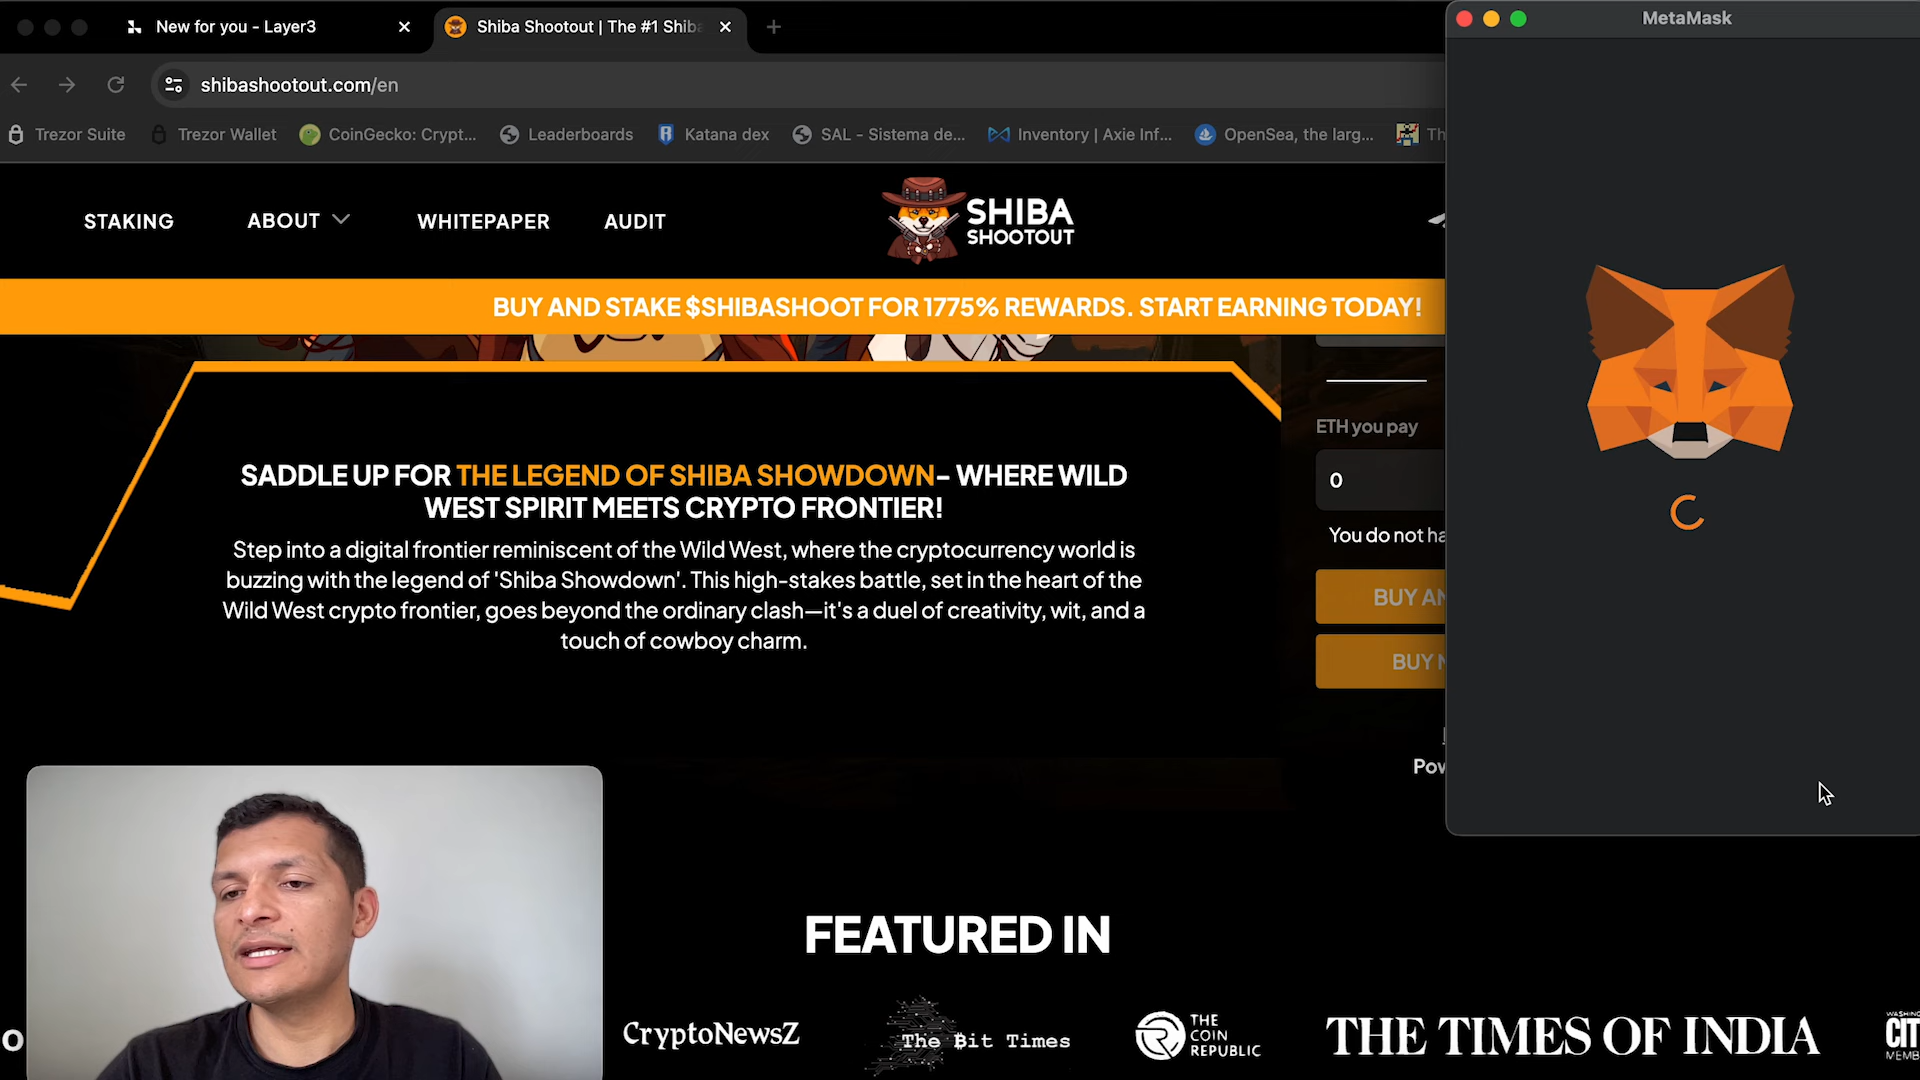 New for you - Layer3
Shiba Shootout | The #1 Shiba
MetaMask
shibashootout.com/en
Trezor Suite
Trezor Wallet
CoinGecko: Crypt...
Leaderboards
Katana dex
SAL - Sistema de...
Inventory | Axie Inf...
OpenSea, the larg...
Th
STAKING
ABOUT
WHITEPAPER
AUDIT
SHIBA
SHOOTOUT
BUY AND STAKE $SHIBASHOOT FOR 1775% REWARDS. START EARNING TODAY!
ETH you pay
0
You do not ha
BUY AN
BUY N
Pow
SADDLE UP FOR THE LEGEND OF SHIBA SHOWDOWN– WHERE WILD
WEST SPIRIT MEETS CRYPTO FRONTIER!
Step into a digital frontier reminiscent of the Wild West, where the cryptocurrency world is
buzzing with the legend of 'Shiba Showdown'. This high-stakes battle, set in the heart of the
Wild West crypto frontier, goes beyond the ordinary clash—it's a duel of creativity, wit, and a
touch of cowboy charm.
FEATURED IN
O
CryptoNewsZ
The Bit Times
THE
COIN
REPUBLIC
THE TIMES OF INDIA
WASHING
CIT
MEMB